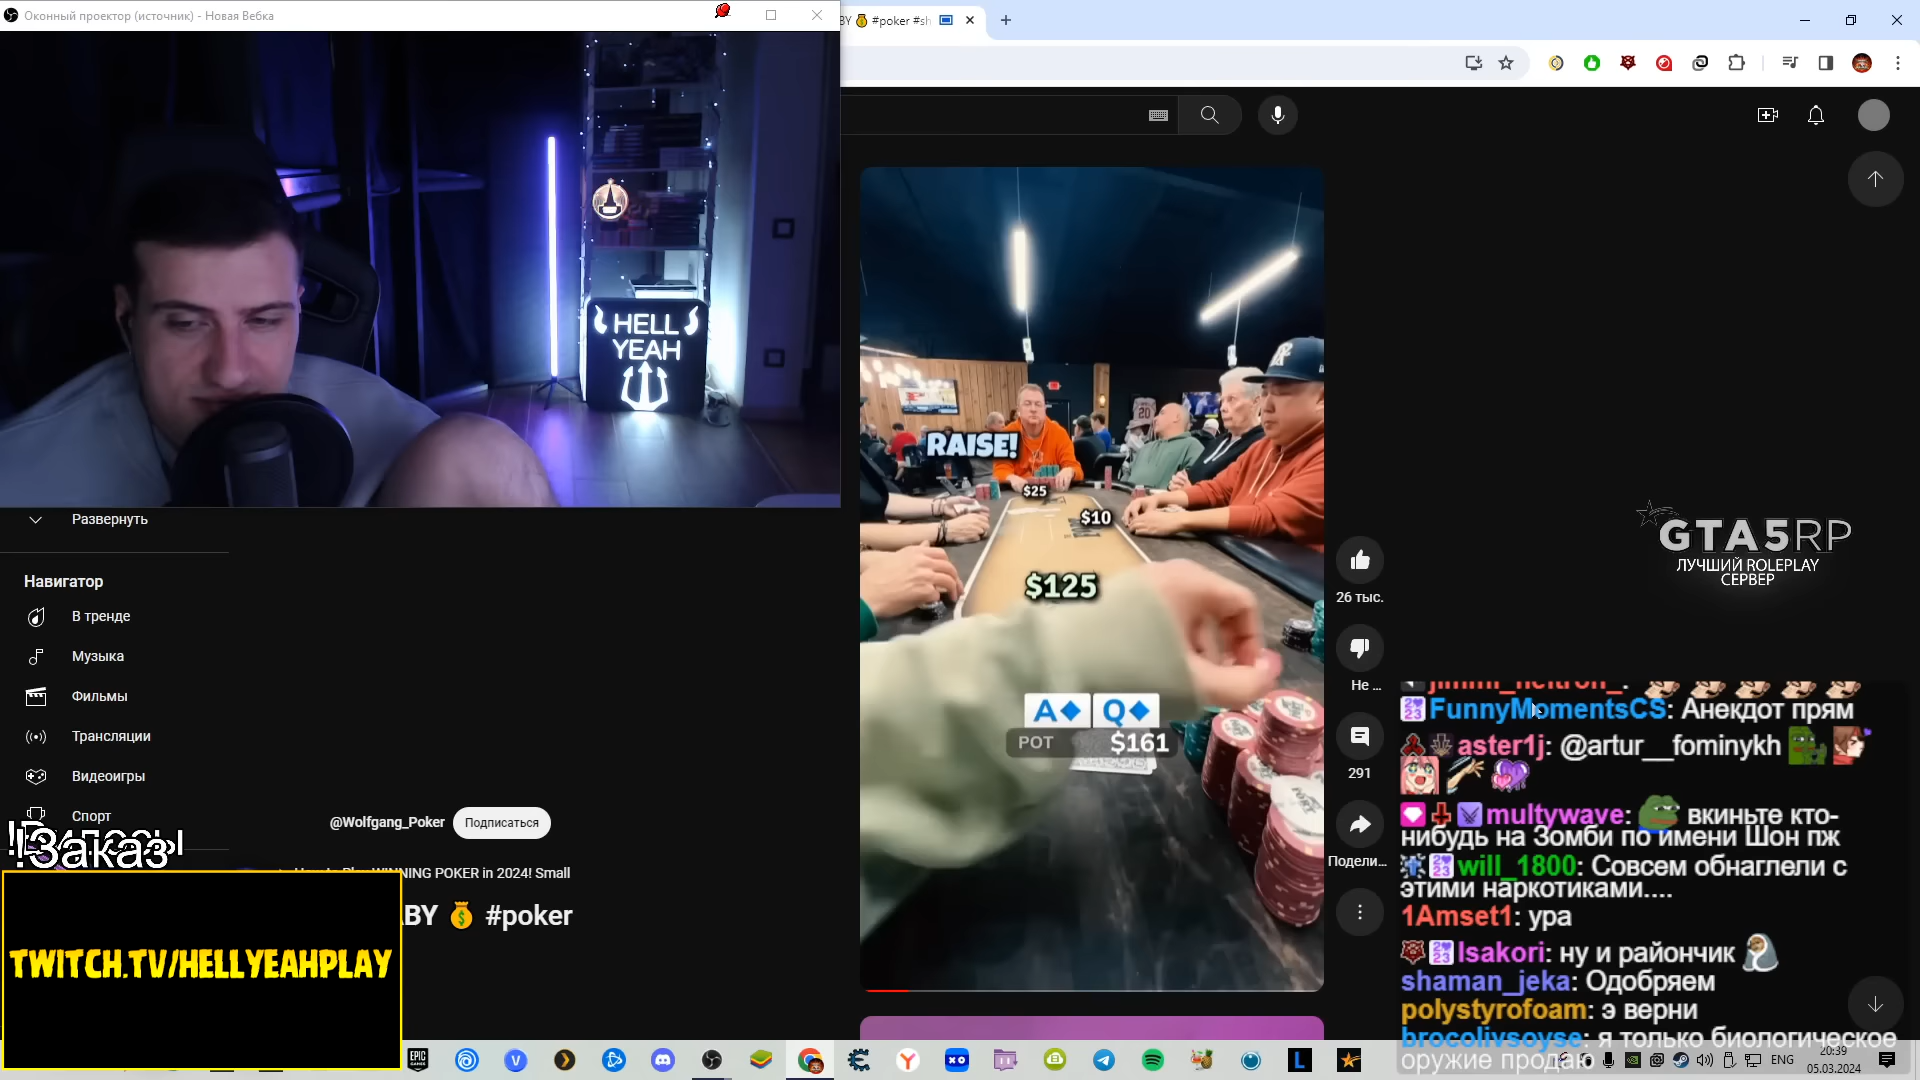 Оконный проектор (источник) - Новая Вебка
BY 💰 #poker #sh
HELL
YEAH
RAISE!
$25
$10
$125
A♦ Q♦
POT $161
Развернуть
Навигатор
В тренде
Музыка
Фильмы
Трансляции
Видеоигры
Спорт
!Заказ
@Wolfgang_Poker
Подписаться
NING POKER in 2024! Small
ABY 💰 #poker
TWITCH.TV/HELLYEAHPLAY
26 тыс.
Не ...
291
Подели...
GTA5RP
ЛУЧШИЙ ROLEPLAY
СЕРВЕР
FunnyMomentsCS: Анекдот прям
aster1j: @artur__fominykh
multywave: вкиньте кто-
нибудь на Зомби по имени Шон пж
will_1800: Совсем обнаглели с
этими наркотиками....
1Amset1: ура
Isakori: ну и райончик
shaman_jeka: Одобряем
polystyrofoam: э верни
brocolivsoyse: я только биологическое
оружие продаю
ENG
20:39
05.03.2024